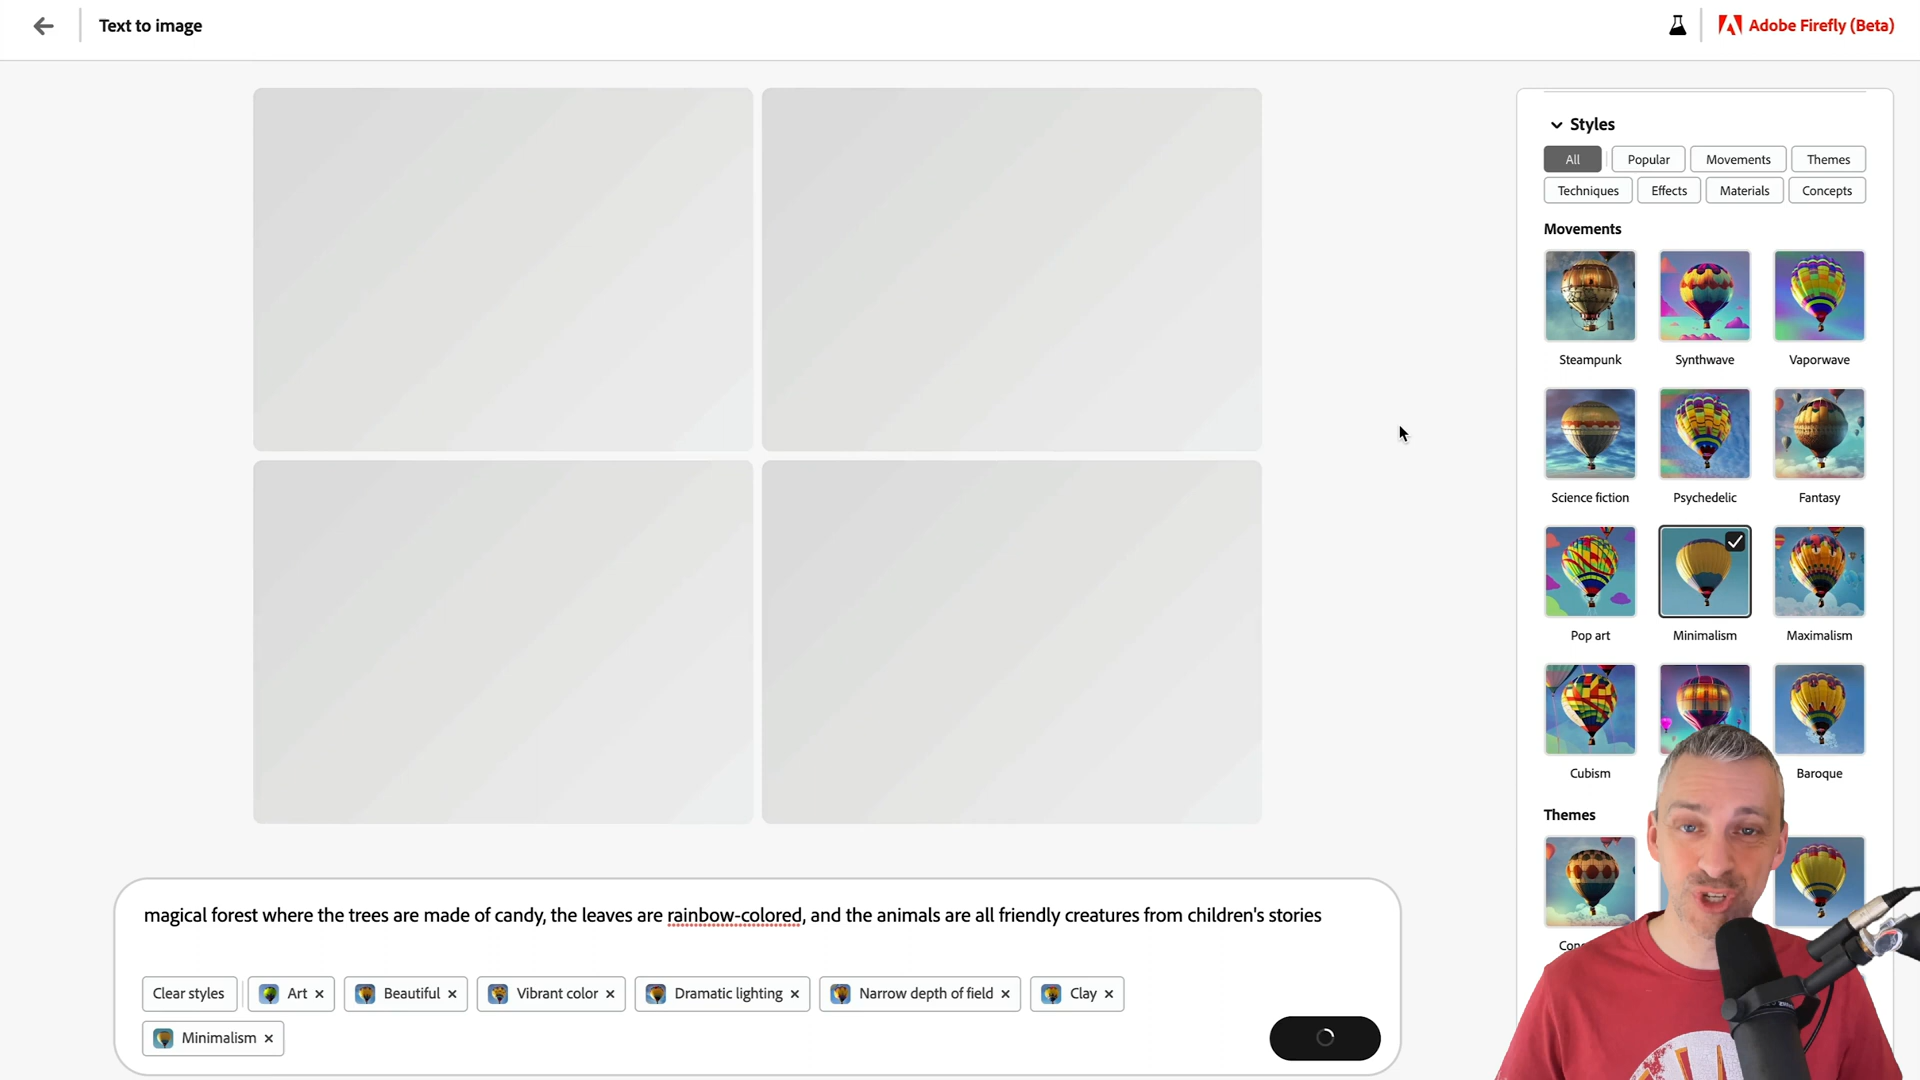 Text to image
Adobe Firefly (Beta)
Styles
All Popular Movements Themes
Techniques Effects Materials Concepts
Movements
Steampunk Synthwave Vaporwave
Science fiction Psychedelic Fantasy
Pop art Minimalism Maximalism
Cubism Baroque
Themes
magical forest where the trees are made of candy, the leaves are rainbow-colored, and the animals are all friendly creatures from children's stories
Clear styles Art × Beautiful × Vibrant color × Dramatic lighting × Narrow depth of field × Clay ×
Minimalism ×